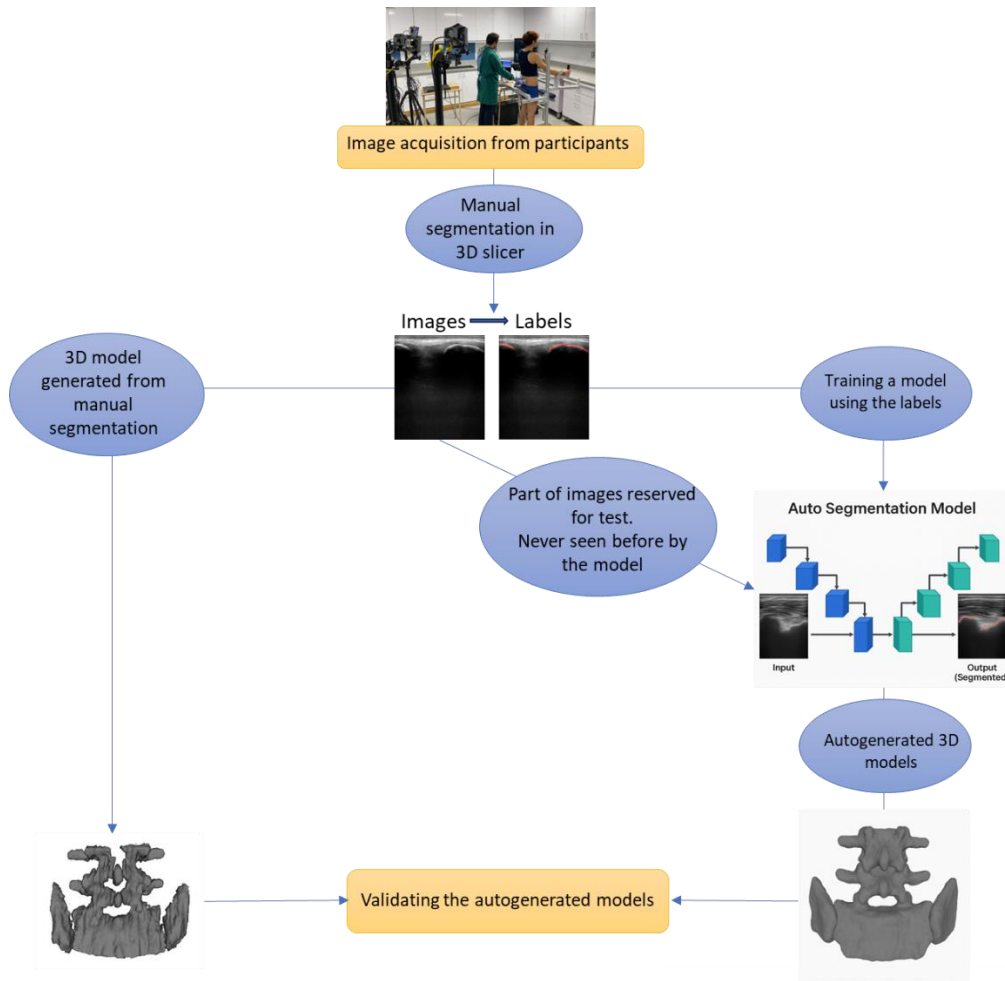 Image acquisition from participants
Manual
segmentation in
3D slicer
Images
Labels
3D model
generated from
manual
segmentation
Training a model
using the labels
Part of images reserved
for test.
Never seen before by
the model
Auto Segmentation Model
Input
Output
(Segmented
Autogenerated 3D
models
Validating the autogenerated models